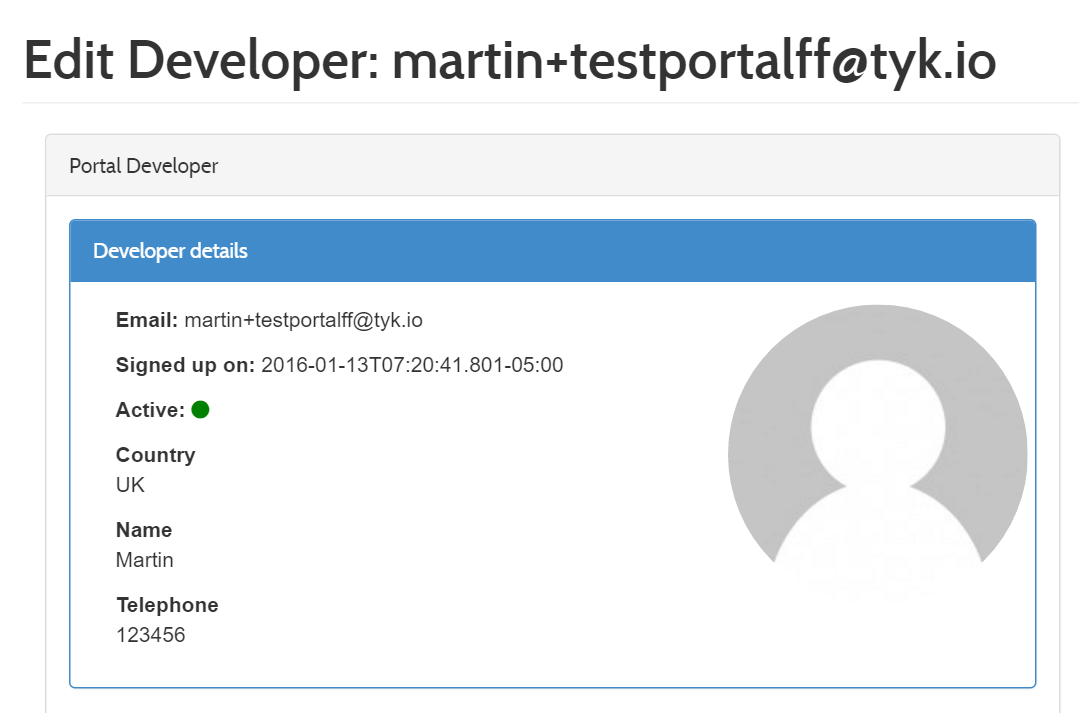 Edit Developer: martin+testportalff@tyk.io
Portal Developer
Developer details
Email: martin+testportalff@tyk.io
Signed up on: 2016-01-13T07:20:41.801-05:00
Active:
Country
UK
Name
Martin
Telephone
123456